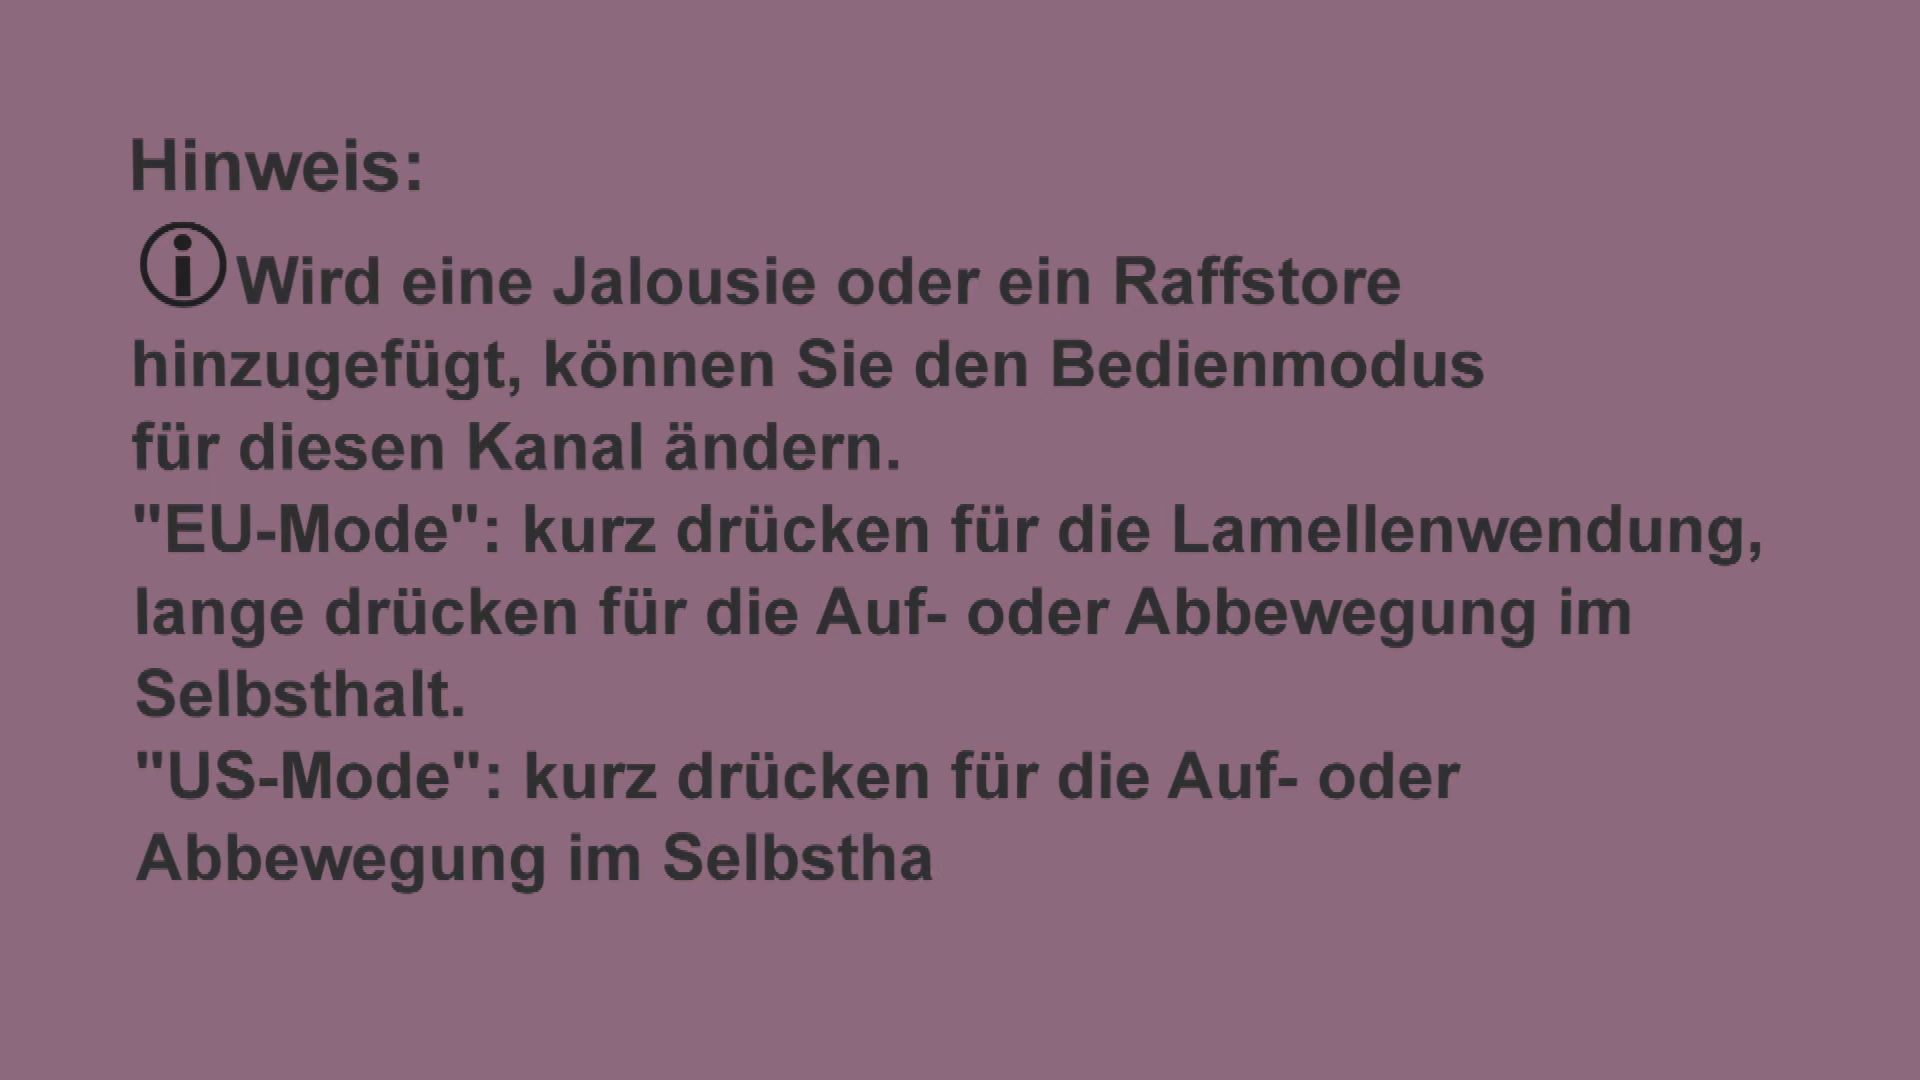 Hinweis:
Wird eine Jalousie oder ein Raffstore
hinzugefügt, können Sie den Bedienmodus
für diesen Kanal ändern.
"EU-Mode": kurz drücken für die Lamellenwendung,
lange drücken für die Auf- oder Abbewegung im
Selbsthalt.
"US-Mode": kurz drücken für die Auf- oder
Abbewegung im Selbstha